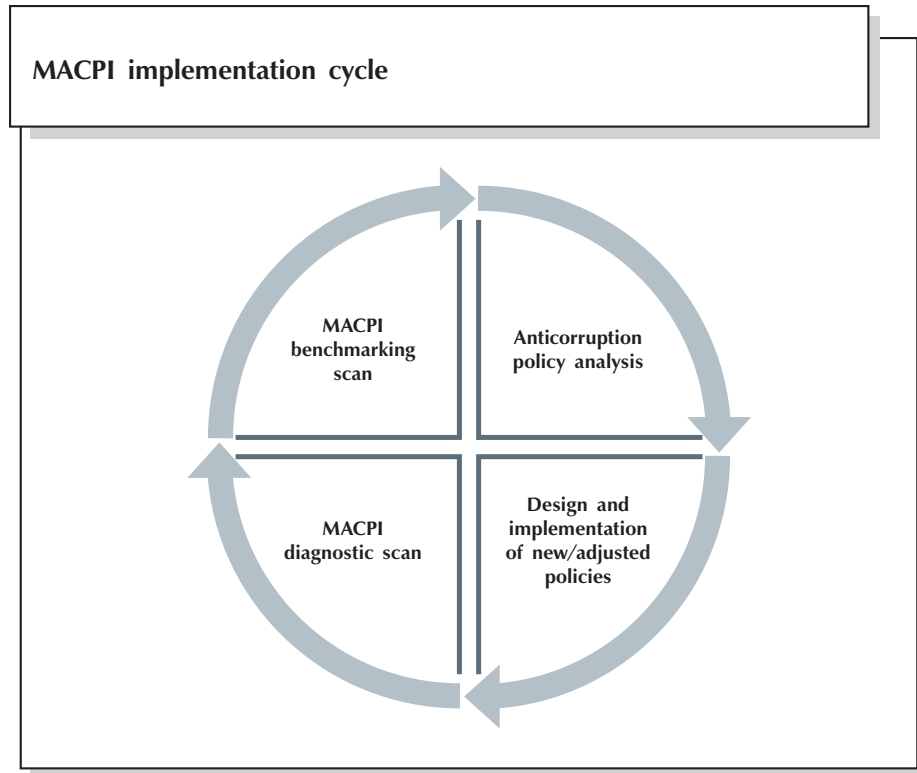 MACPI implementation cycle
MACPI
benchmarking
scan
Anticorruption
policy analysis
MACPI
diagnostic scan
Design and
implementation
of new/adjusted
policies